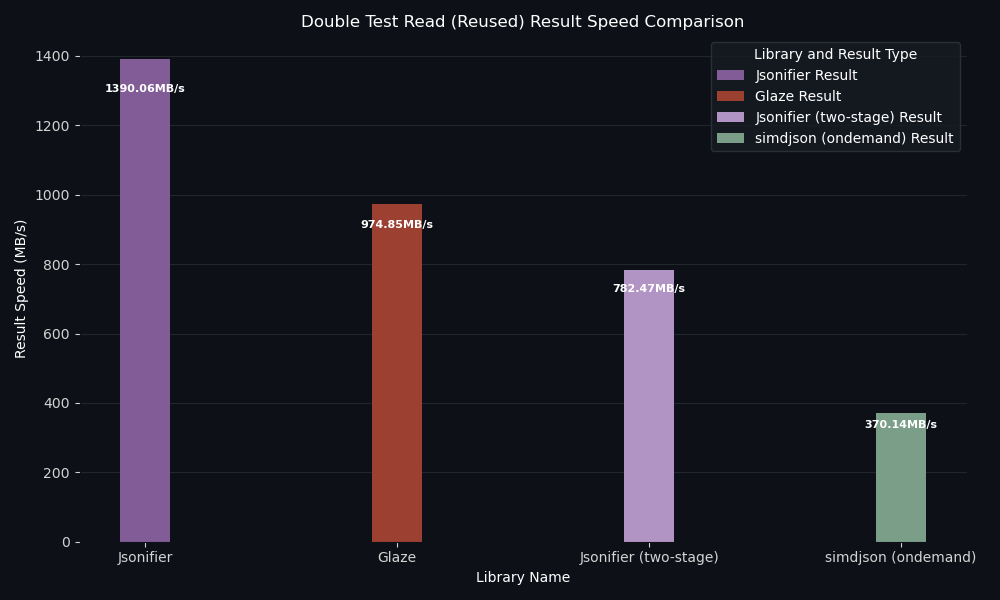 Double Test Read (Reused) Result Speed Comparison
Library and Result Type
Jsonifier Result
Glaze Result
Jsonifier (two-stage) Result
simdjson (ondemand) Result
Result Speed (MB/s)
1400
1200
1000
800
600
400
200
0
1390.06MB/s
974.85MB/s
782.47MB/s
370.14MB/s
Jsonifier
Glaze
Jsonifier (two-stage)
simdjson (ondemand)
Library Name